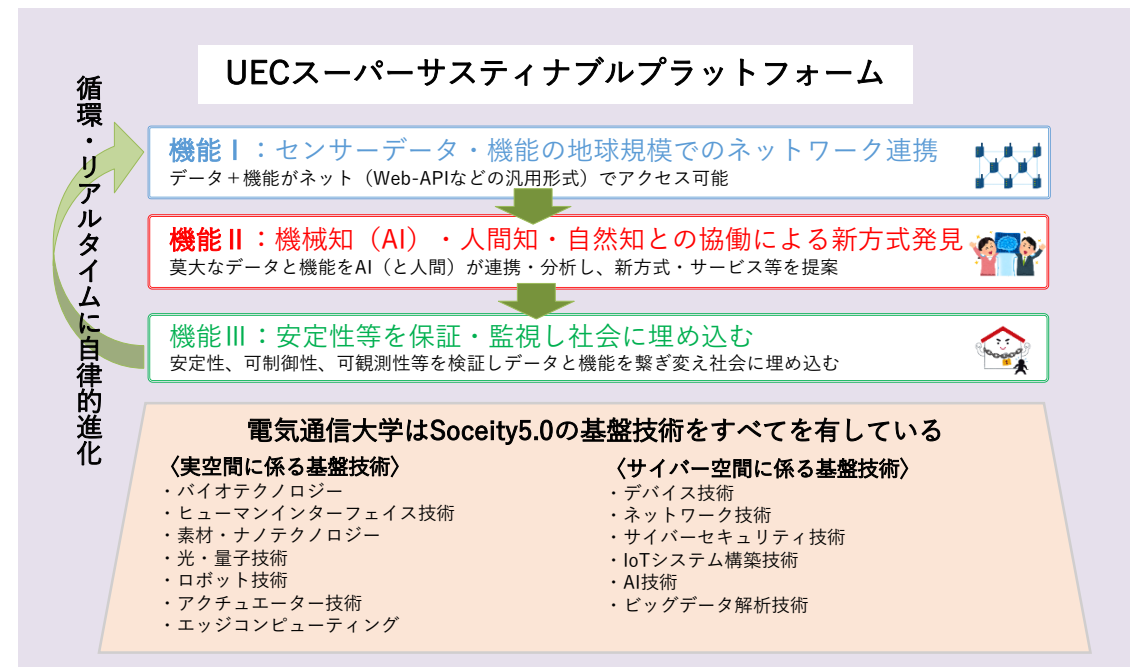 UECスーパーサスティナブルプラットフォーム
循環・リアルタイムに自律的進化
機能Ⅰ：センサーデータ・機能の地球規模でのネットワーク連携
データ＋機能がネット（Web-APIなどの汎用形式）でアクセス可能
機能Ⅱ：機械知（AI）・人間知・自然知との協働による新方式発見
莫大なデータと機能をAI（と人間）が連携・分析し、新方式・サービス等を提案
機能Ⅲ：安定性等を保証・監視し社会に埋め込む
安定性、可制御性、可観測性等を検証しデータと機能を繋ぎ変え社会に埋め込む
電気通信大学はSoceity5.0の基盤技術をすべてを有している
〈実空間に係る基盤技術〉
・バイオテクノロジー
・ヒューマンインターフェイス技術
・素材・ナノテクノロジー
・光・量子技術
・ロボット技術
・アクチュエーター技術
・エッジコンピューティング
〈サイバー空間に係る基盤技術〉
・デバイス技術
・ネットワーク技術
・サイバーセキュリティ技術
・IoTシステム構築技術
・AI技術
・ビッグデータ解析技術